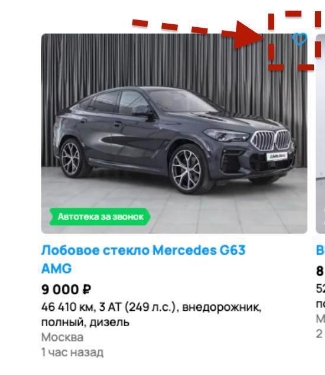 Автотека за звонок
Лобовое стекло Mercedes G63
AMG
9 000 ₽
46 410 км, 3 AT (249 л.с.), внедорожник,
полный, дизель
Москва
1 час назад
В
8
52
по
М
2